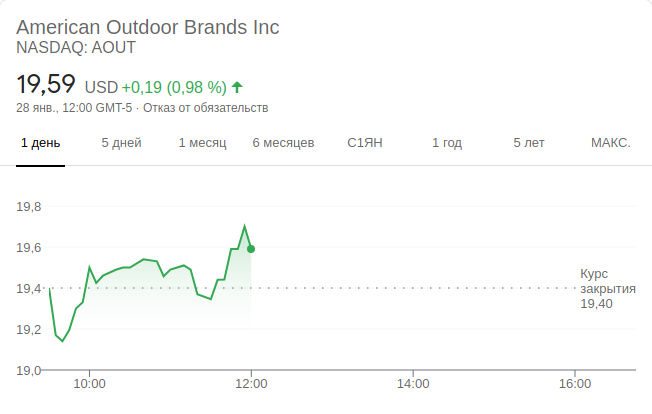 American Outdoor Brands Inc
NASDAQ: AOUT
19,59 USD +0,19 (0,98 %)
28 янв., 12:00 GMT-5 · Отказ от обязательств
1 день 5 дней 1 месяц 6 месяцев С1ЯН 1 год 5 лет МАКС.
19,8
19,6
19,4
19,2
19,0
Курс
закрытия
19,40
10:00 12:00 14:00 16:00